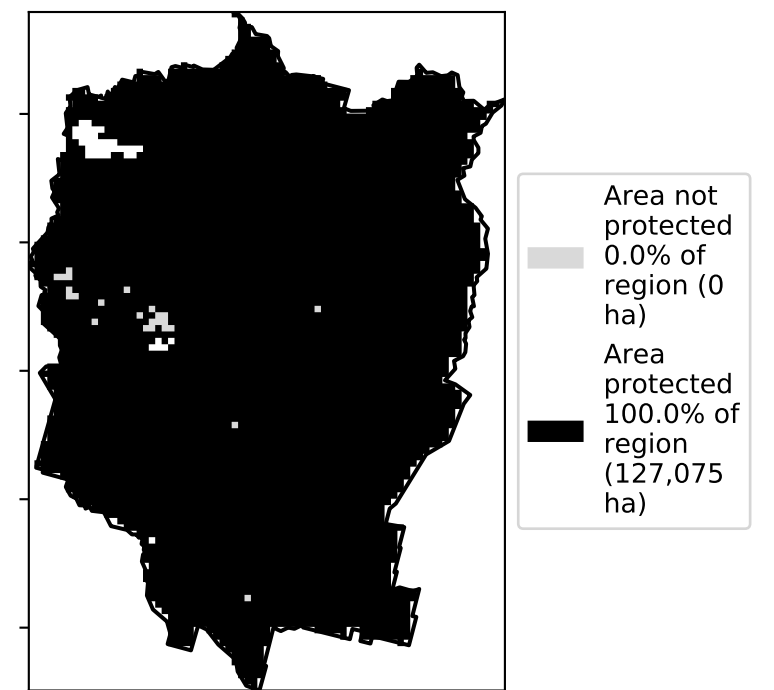 Area not
protected
0.0% of
region (0
ha)
Area
protected
100.0% of
region
(127,075
ha)